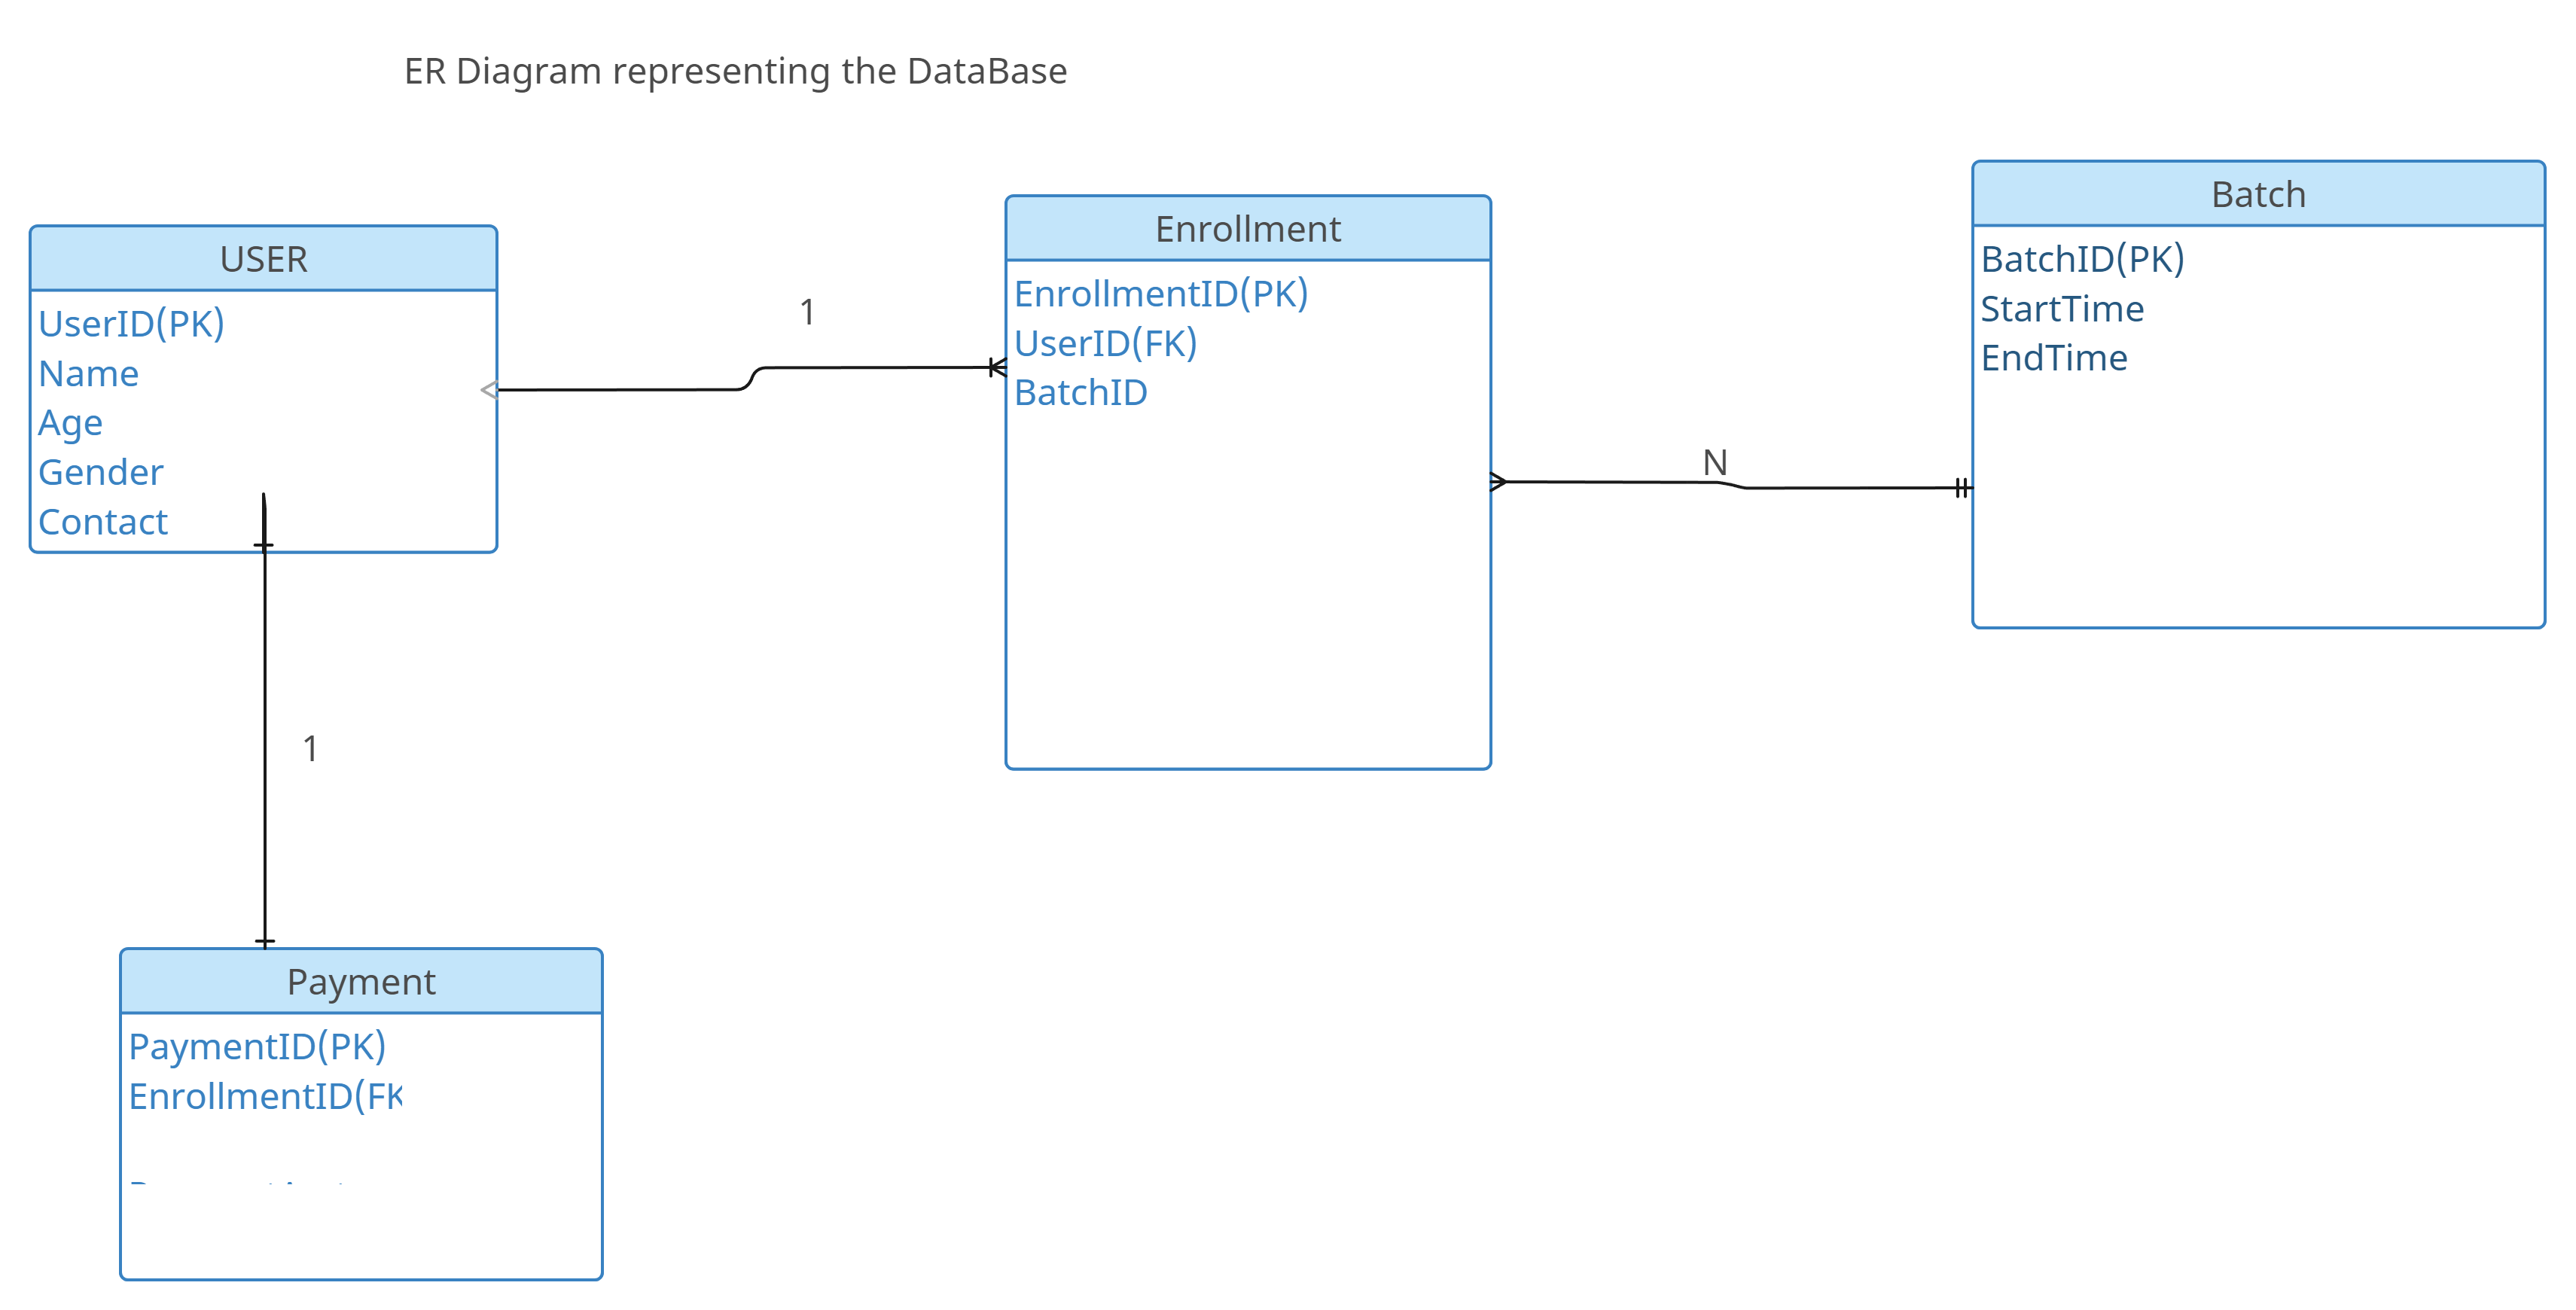 ER Diagram representing the DataBase
USER
UserID(PK)
Name
Age
Gender
Contact
1
Enrollment
EnrollmentID(PK)
UserID(FK)
BatchID
N
Batch
BatchID(PK)
StartTime
EndTime
1
Payment
PaymentID(PK)
EnrollmentID(FK